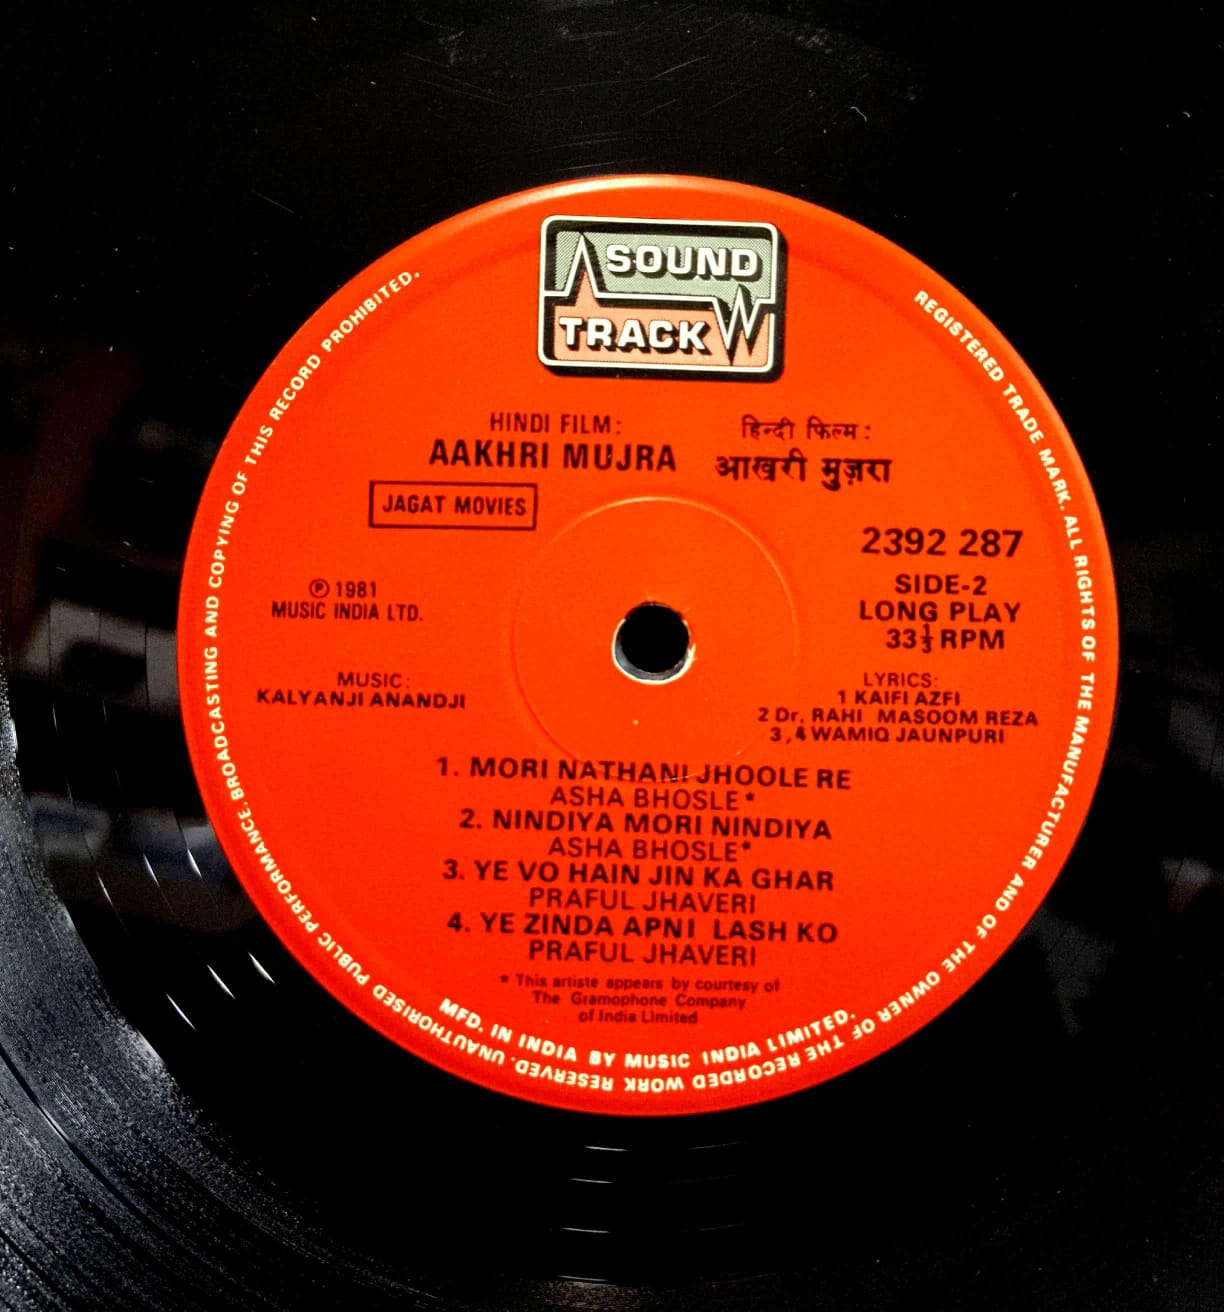 SOUND
TRACK
HINDI FILM:
AAKHRI MUJRA
हिन्दी फिल्म :
आखरी मुज़रा
JAGAT MOVIES
2392 287
SIDE-2
LONG PLAY
33⅓ RPM
℗ 1981
MUSIC INDIA LTD.
MUSIC:
KALYANJI ANANDJI
LYRICS:
1 KAIFI AZFI
2 Dr. RAHI MASOOM REZA
3,4 WAMIQ JAUNPURI
1. MORI NATHANI JHOOLE RE
ASHA BHOSLE*
2. NINDIYA MORI NINDIYA
ASHA BHOSLE*
3. YE VO HAIN JIN KA GHAR
PRAFUL JHAVERI
4. YE ZINDA APNI LASH KO
PRAFUL JHAVERI
* This artiste appears by courtesy of
The Gramophone Company
of India Limited
MFD. IN INDIA BY MUSIC INDIA LIMITED.
REGISTERED TRADE MARK. ALL RIGHTS OF THE MANUFACTURER AND OF THE OWNER OF THE RECORDED WORK RESERVED. UNAUTHORISED PUBLIC PERFORMANCE. BROADCASTING AND COPYING OF THIS RECORD PROHIBITED.